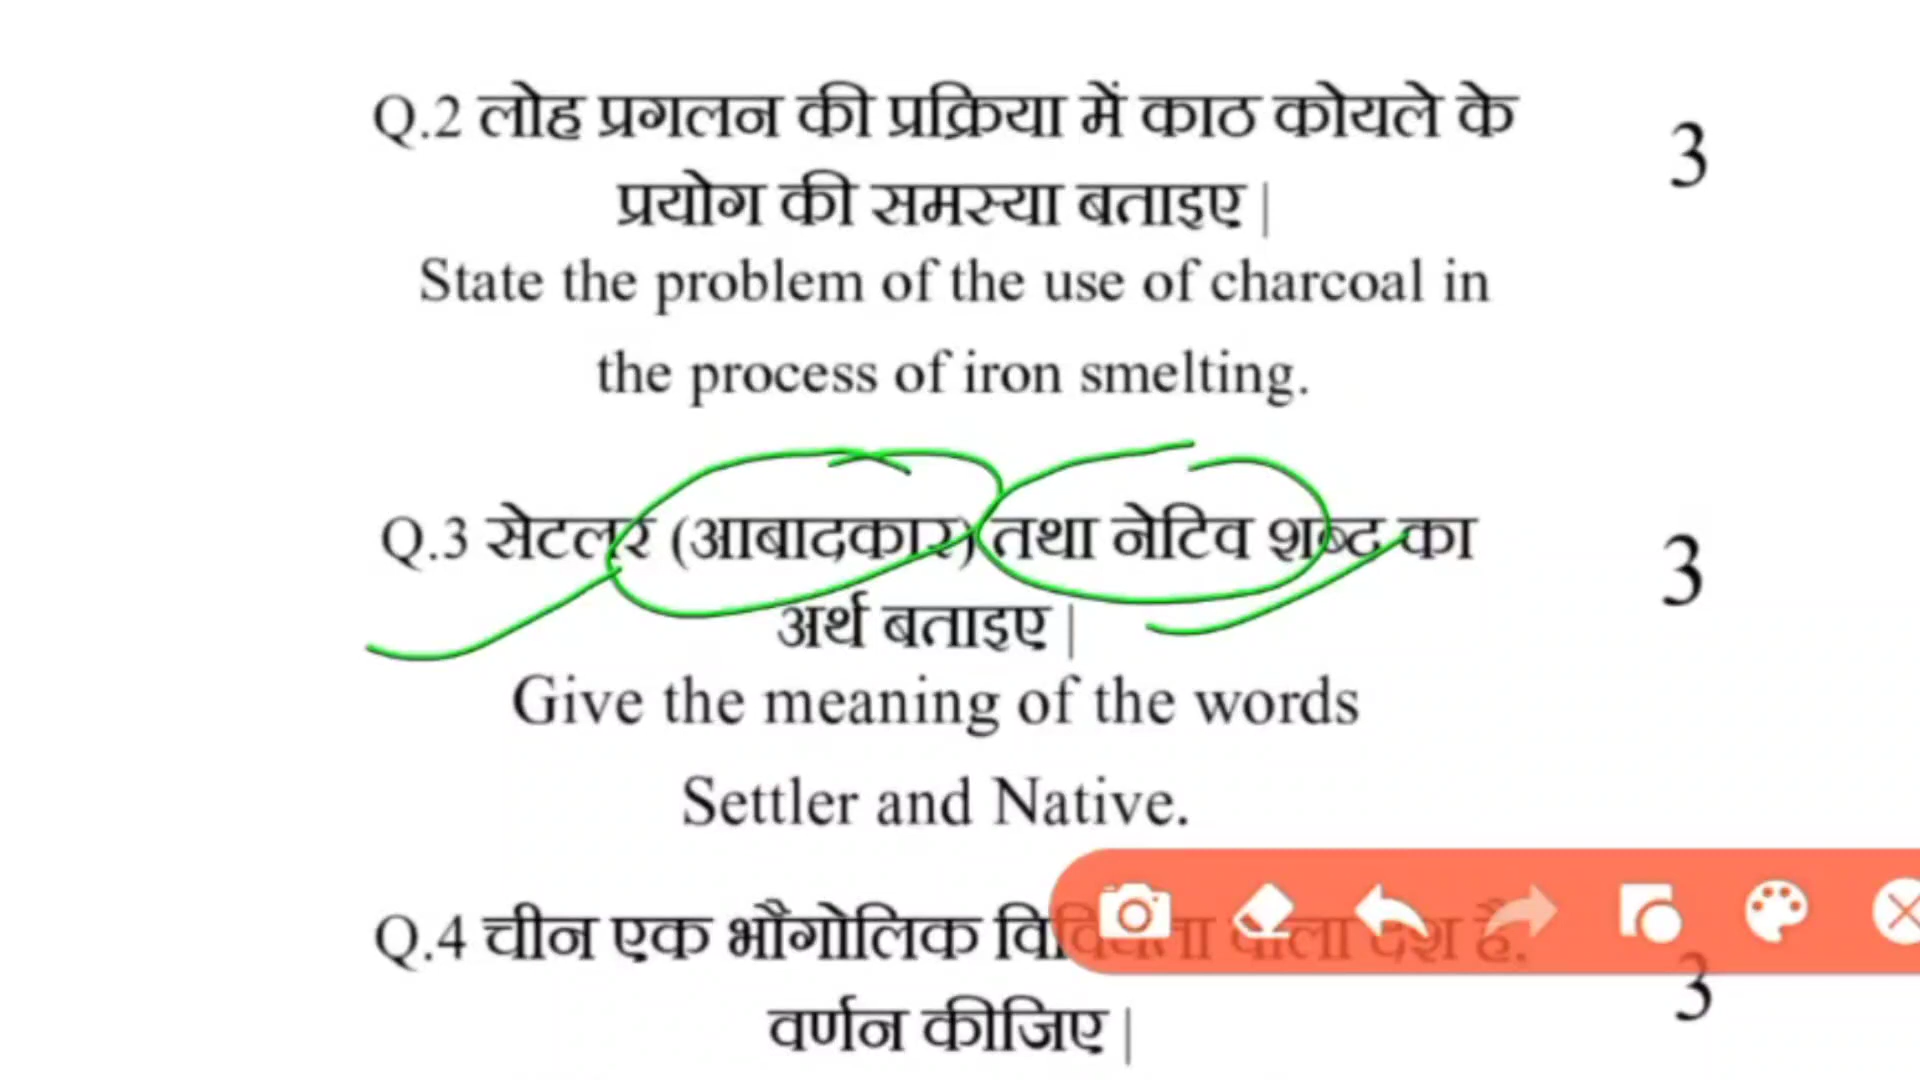 Q.2 लोह प्रगलन की प्रक्रिया में काठ कोयले के
3
प्रयोग की समस्या बताइए |
State the problem of the use of charcoal in
the process of iron smelting.
Q.3 सेटलर (आबादकार) तथा नेटिव शब्द का
3
अर्थ बताइए |
Give the meaning of the words
Settler and Native.
Q.4 चीन एक भौगोलिक विविधता वाला देश है,
3
वर्णन कीजिए |